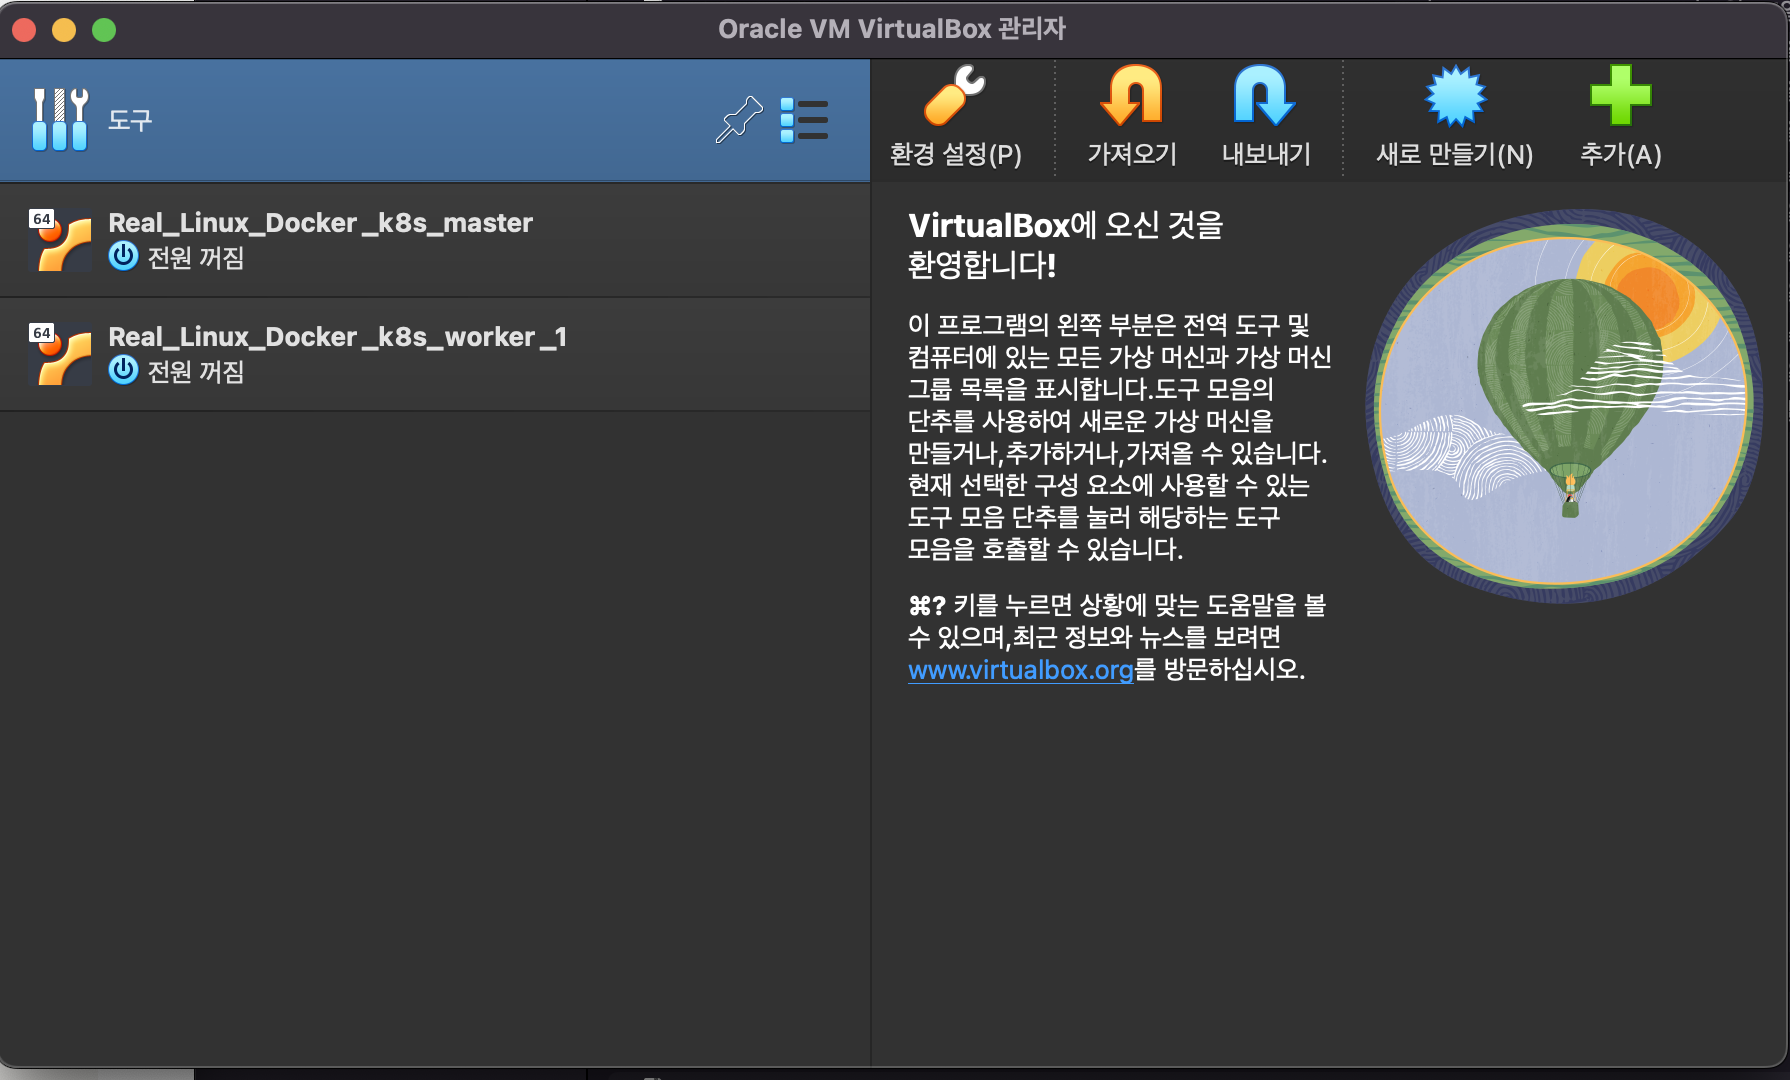 Oracle VM VirtualBox 관리자
도구
환경 설정(P)
가져오기
내보내기
새로 만들기(N)
추가(A)
64
Real_Linux_Docker_k8s_master
전원 꺼짐
64
Real_Linux_Docker_k8s_worker_1
전원 꺼짐
VirtualBox에 오신 것을
환영합니다!
이 프로그램의 왼쪽 부분은 전역 도구 및
컴퓨터에 있는 모든 가상 머신과 가상 머신
그룹 목록을 표시합니다.도구 모음의
단추를 사용하여 새로운 가상 머신을
만들거나,추가하거나,가져올 수 있습니다.
현재 선택한 구성 요소에 사용할 수 있는
도구 모음 단추를 눌러 해당하는 도구
모음을 호출할 수 있습니다.
⌘? 키를 누르면 상황에 맞는 도움말을 볼
수 있으며,최근 정보와 뉴스를 보려면
www.virtualbox.org를 방문하십시오.